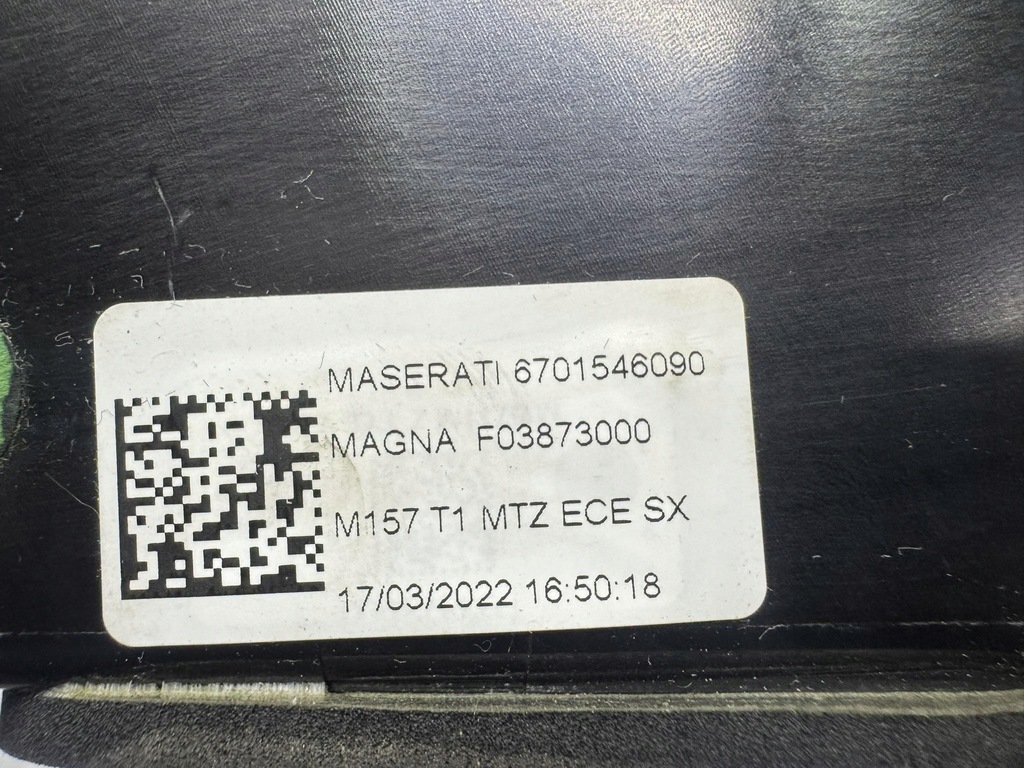 MASERATI 6701546090
MAGNA F03873000
M157 T1 MTZ ECE SX
17/03/2022 16:50:18